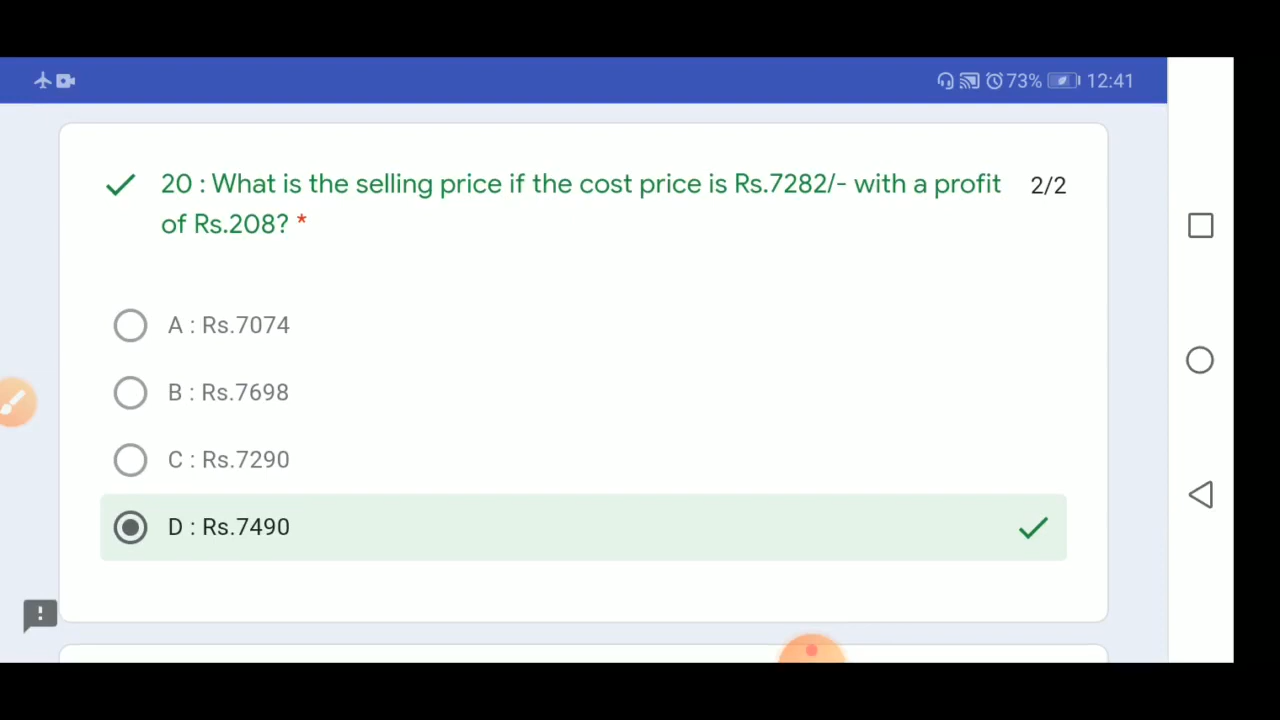 73% 12:41
20 : What is the selling price if the cost price is Rs.7282/- with a profit 2/2
of Rs.208? *
A : Rs.7074
B : Rs.7698
C : Rs.7290
D : Rs.7490